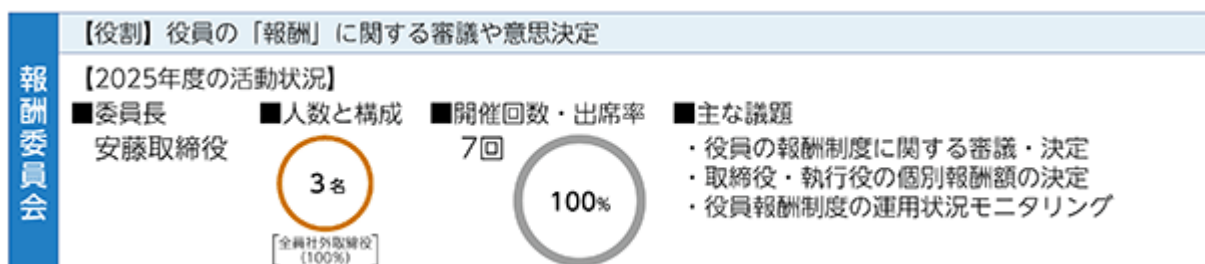 報酬委員会
【役割】役員の「報酬」に関する審議や意思決定
【2025年度の活動状況】
■委員長
安藤取締役
■人数と構成
3名
[全員社外取締役
(100%)]
■開催回数・出席率
7回
100%
■主な議題
・役員の報酬制度に関する審議・決定
・取締役・執行役の個別報酬額の決定
・役員報酬制度の運用状況モニタリング